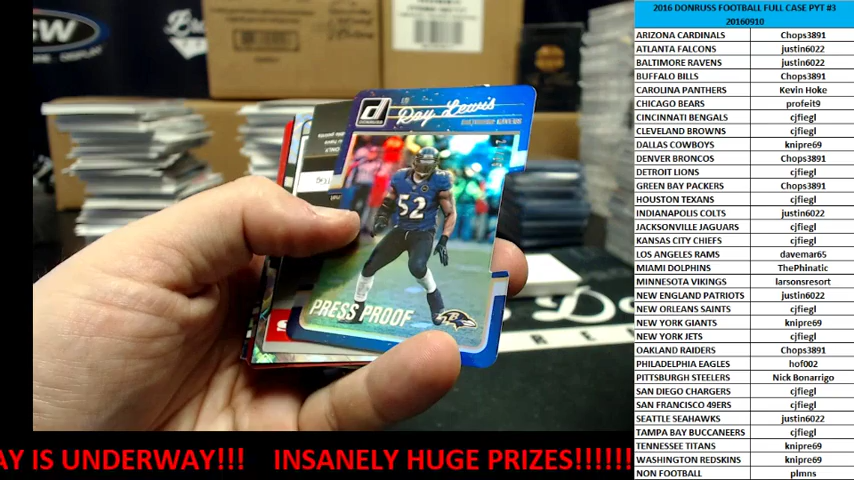 2016 DONRUSS FOOTBALL FULL CASE PYT #3
20160910
ARIZONA CARDINALS Chops3891
ATLANTA FALCONS justin6022
BALTIMORE RAVENS justin6022
BUFFALO BILLS Chops3891
CAROLINA PANTHERS Kevin Hoke
CHICAGO BEARS profeit9
CINCINNATI BENGALS cjfiegl
CLEVELAND BROWNS cjfiegl
DALLAS COWBOYS knipre69
DENVER BRONCOS Chops3891
DETROIT LIONS cjfiegl
GREEN BAY PACKERS Chops3891
HOUSTON TEXANS cjfiegl
INDIANAPOLIS COLTS justin6022
JACKSONVILLE JAGUARS cjfiegl
KANSAS CITY CHIEFS cjfiegl
LOS ANGELES RAMS davemar65
MIAMI DOLPHINS ThePhinatic
MINNESOTA VIKINGS larsonsresort
NEW ENGLAND PATRIOTS justin6022
NEW ORLEANS SAINTS cjfiegl
NEW YORK GIANTS knipre69
NEW YORK JETS cjfiegl
OAKLAND RAIDERS Chops3891
PHILADELPHIA EAGLES hof002
PITTSBURGH STEELERS Nick Bonarrigo
SAN DIEGO CHARGERS cjfiegl
SAN FRANCISCO 49ERS cjfiegl
SEATTLE SEAHAWKS justin6022
TAMPA BAY BUCCANEERS cjfiegl
TENNESSEE TITANS knipre69
WASHINGTON REDSKINS knipre69
NON FOOTBALL plmns
Ray Lewis
BALTIMORE RAVENS
52
PRESS PROOF
AY IS UNDERWAY!!! INSANELY HUGE PRIZES!!!!!!